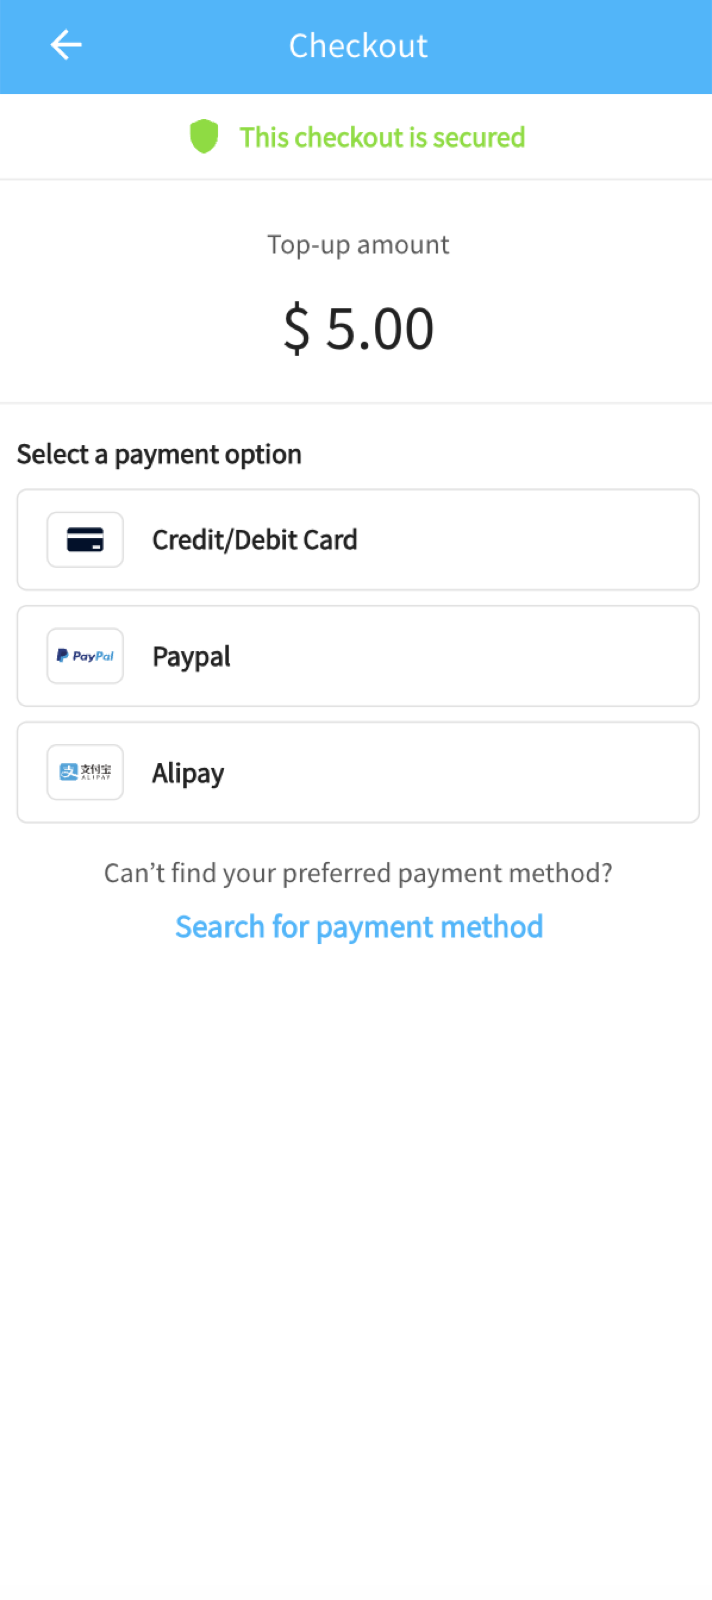 Checkout
This checkout is secured
Top-up amount
$ 5.00
Select a payment option
Credit/Debit Card
PayPal
Paypal
支付宝
ALIPAY
Alipay
Can’t find your preferred payment method?
Search for payment method